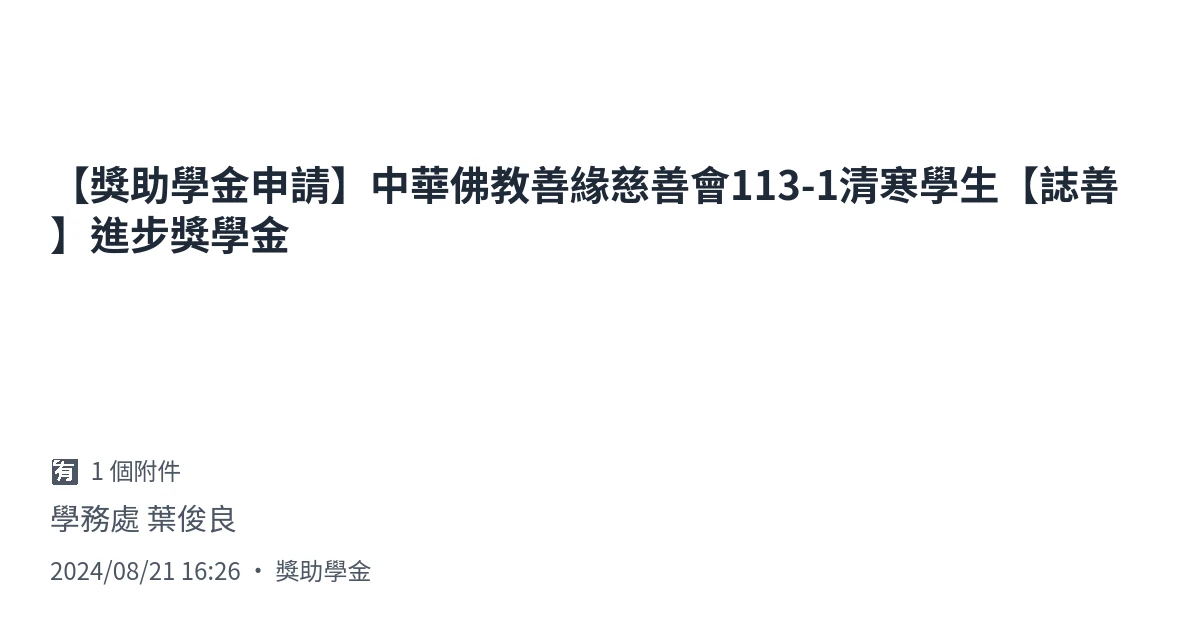 【獎助學金申請】中華佛教善緣慈善會113-1清寒學生【誌善
】進步獎學金
🈶 1 個附件
學務處 葉俊良
2024/08/21 16:26 • 獎助學金